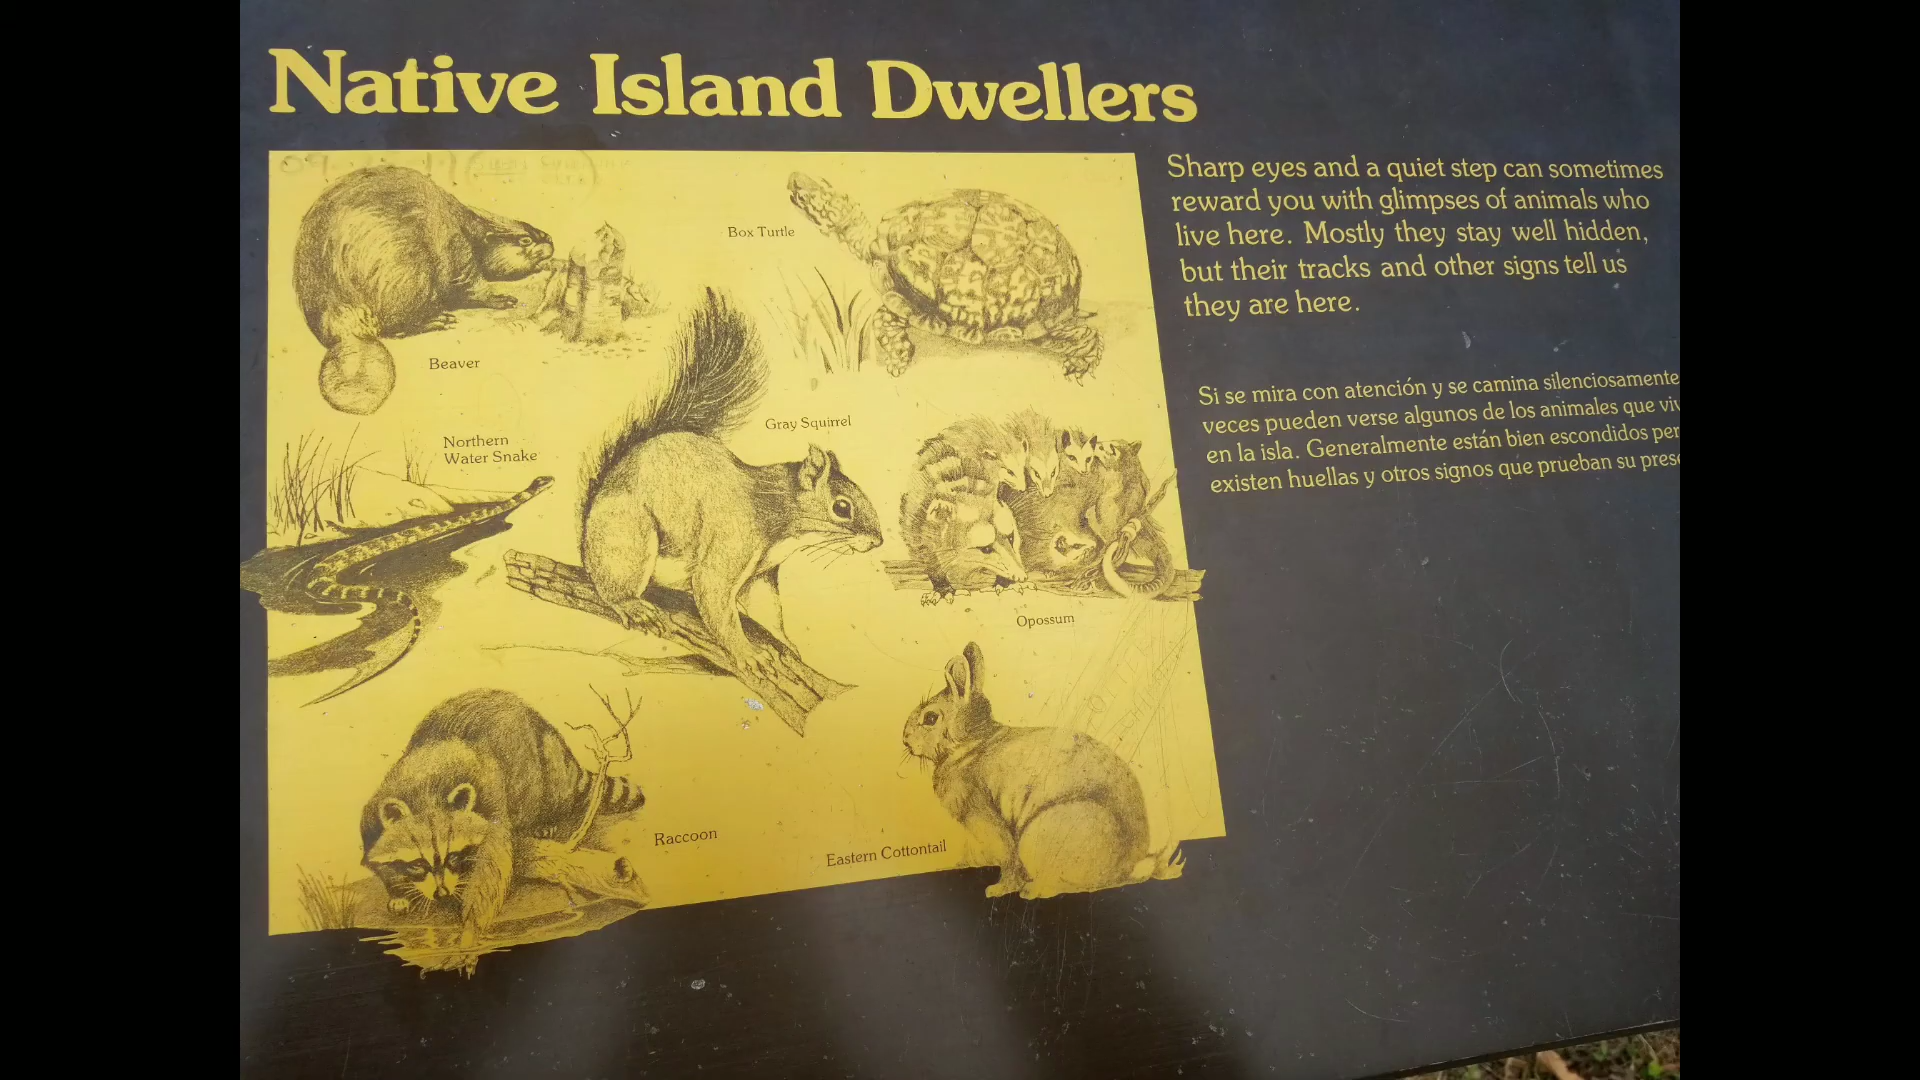 Native Island Dwellers
Sharp eyes and a quiet step can sometimes
reward you with glimpses of animals who
live here. Mostly they stay well hidden,
but their tracks and other signs tell us
they are here.
Si se mira con atención y se camina silenciosamente
veces pueden verse algunos de los animales que viv
en la isla. Generalmente están bien escondidos per
existen huellas y otros signos que prueban su prese
Box Turtle
Beaver
Gray Squirrel
Northern
Water Snake
Opossum
Raccoon
Eastern Cottontail